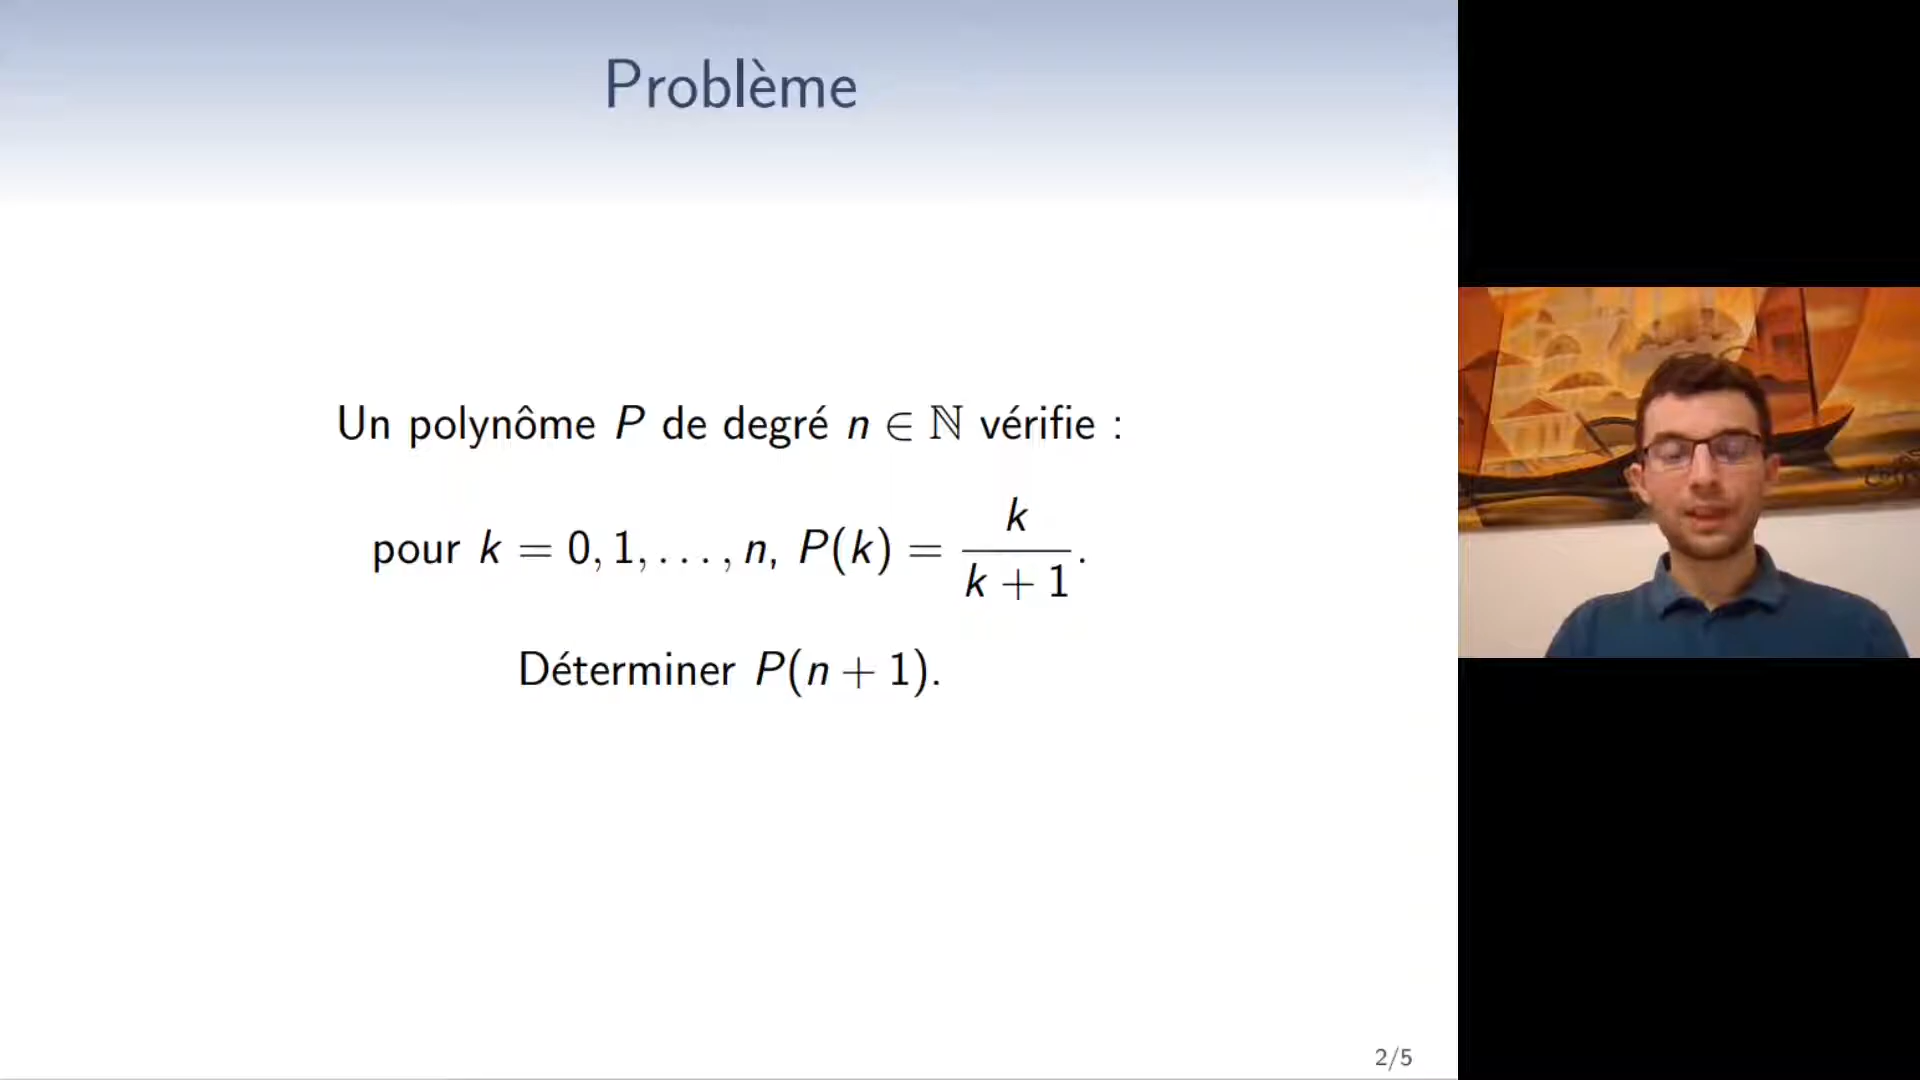 Problème
Un polynôme P de degré n ∈ ℕ vérifie :
pour k = 0, 1, . . . , n, P(k) = k/(k + 1).
Déterminer P(n + 1).
2/5